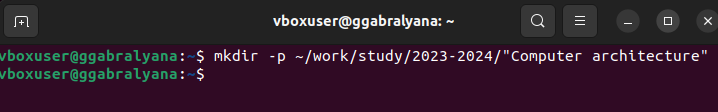 vboxuser@ggabralyana: ~
vboxuser@ggabralyana:~$ mkdir -p ~/work/study/2023-2024/"Computer architecture"
vboxuser@ggabralyana:~$